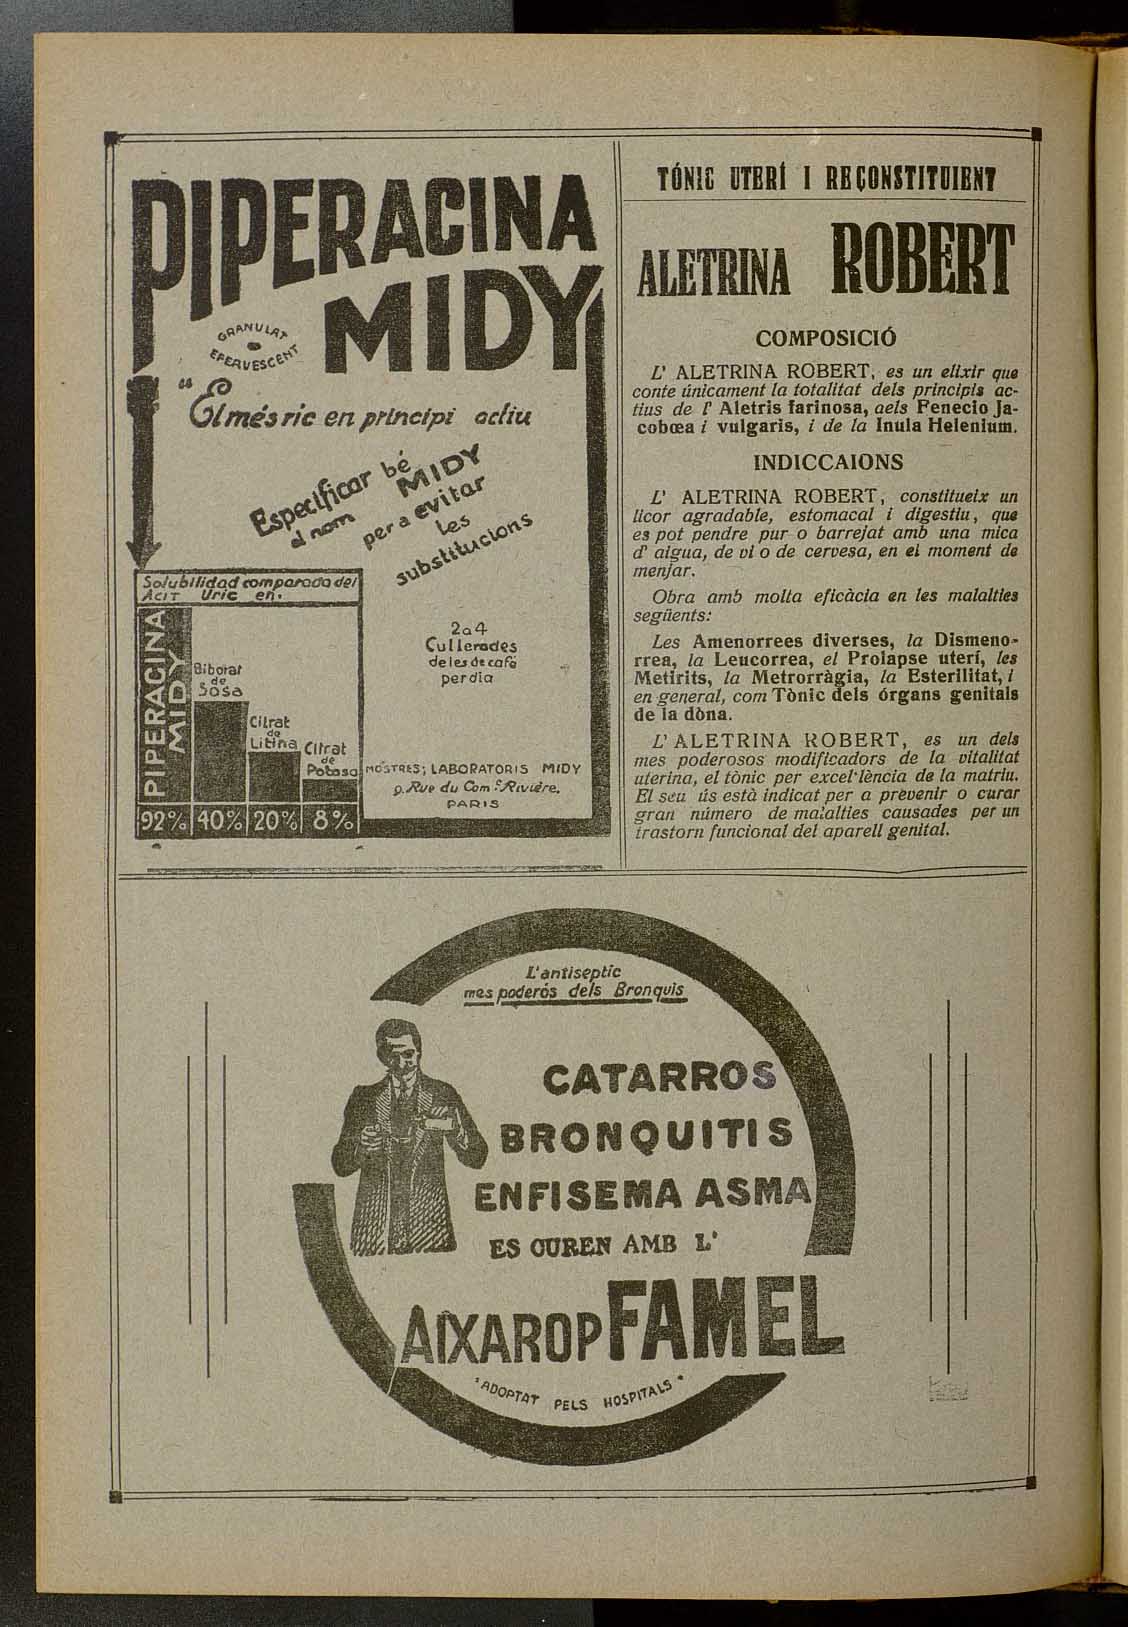 PIPERACINA
MIDY
GRANULAT
EFERVESCENT
"El més ric en principi actiu
Especificar bé
el nom MIDY
per a evitar
les
substitucions
Solubilidad comparada del
ACIT Uric en.
PIPERACINA
MIDY
Biborat
de
Sosa
Citrat
de
Litina
Citrat
de
Potasa
92% 40% 20% 8%
2 a 4
Cullerades
de les de café
per dia
MOSTRES; LABORATORIS MIDY
9. Rue du Com. Rivière.
PARIS
TÓNIC UTERÍ I REÇONSTITUIENT
ALETRINA ROBERT
COMPOSICIÓ
L' ALETRINA ROBERT, es un elixir que
conte únicament la totalitat dels principis ac-
tius de l' Aletris farinosa, aels Fenecio Ja-
cobœa i vulgaris, i de la Inula Helenium.
INDICCAIONS
L' ALETRINA ROBERT, constitueix un
licor agradable, estomacal i digestiu, que
es pot pendre pur o barrejat amb una mica
d' aigua, de vi o de cervesa, en el moment de
menjar.
Obra amb molta eficàcia en les malalties
següents:
Les Amenorrees diverses, la Dismeno-
rrea, la Leucorrea, el Prolapse uterí, les
Metirits, la Metrorràgia, la Esterilitat, i
en general, com Tònic dels órgans genitals
de la dòna.
L' ALETRINA ROBERT, es un dels
mes poderosos modificadors de la vitalitat
uterina, el tònic per excel·lència de la matriu.
El seu ús està indicat per a prevenir o curar
gran número de malalties causades per un
trastorn funcional del aparell genital.
L'antiseptic
mes poderós dels Bronquis
CATARROS
BRONQUITIS
ENFISEMA ASMA
ES CUREN AMB L'
AIXAROP FAMEL
"ADOPTAT PELS HOSPITALS"